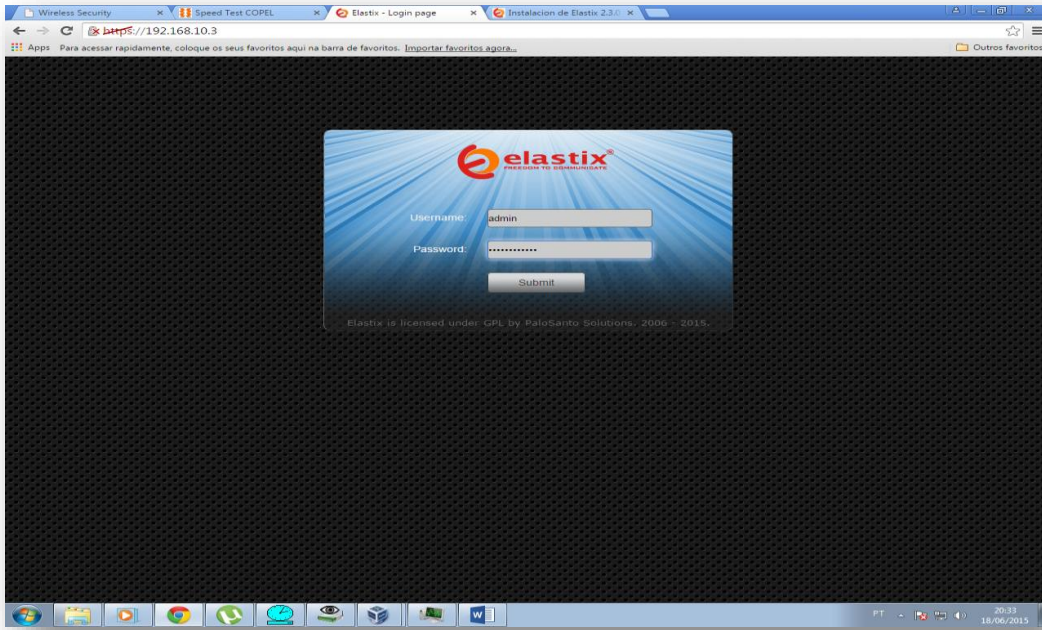 Wireless Security
Speed Test COPEL
Elastix - Login page
Instalacion de Elastix 2.3.0
https://192.168.10.3
Apps Para acessar rapidamente, coloque os seus favoritos aqui na barra de favoritos. Importar favoritos agora...
Outros favoritos
elastix®
FREEDOM TO COMMUNICATE
Username: admin
Password: ••••••••••••
Submit
Elastix is licensed under GPL by PaloSanto Solutions. 2006 - 2015.
W
PT
20:33
18/06/2015